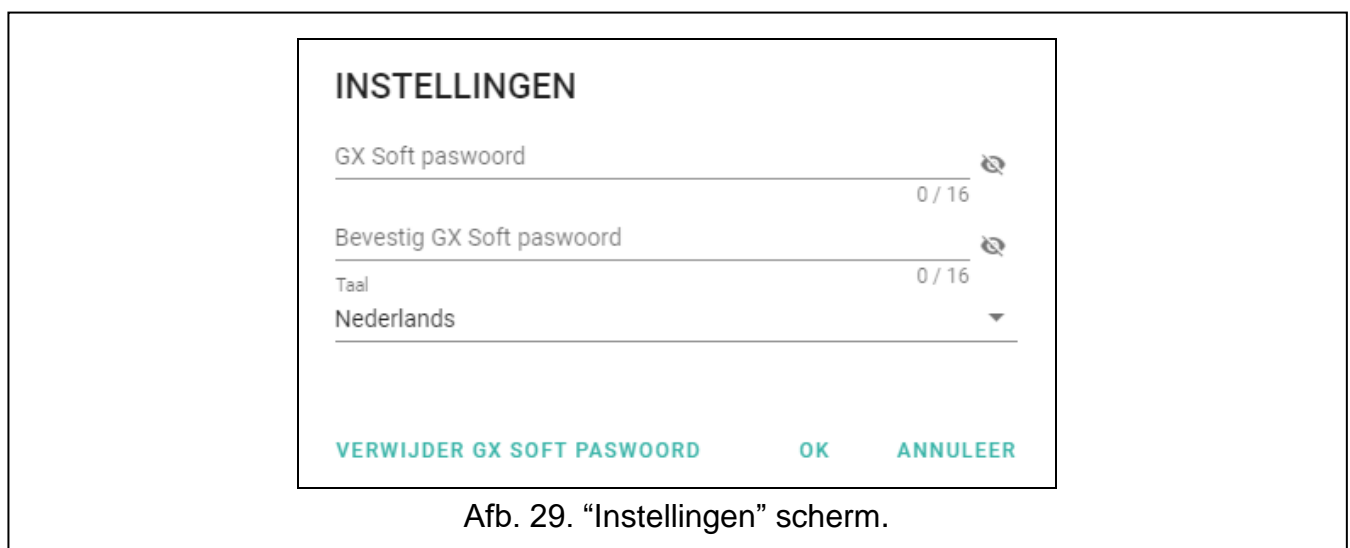 INSTELLINGEN
GX Soft paswoord
0 / 16
Bevestig GX Soft paswoord
0 / 16
Taal
Nederlands
VERWIJDER GX SOFT PASWOORD OK ANNULEER
Afb. 29. “Instellingen” scherm.